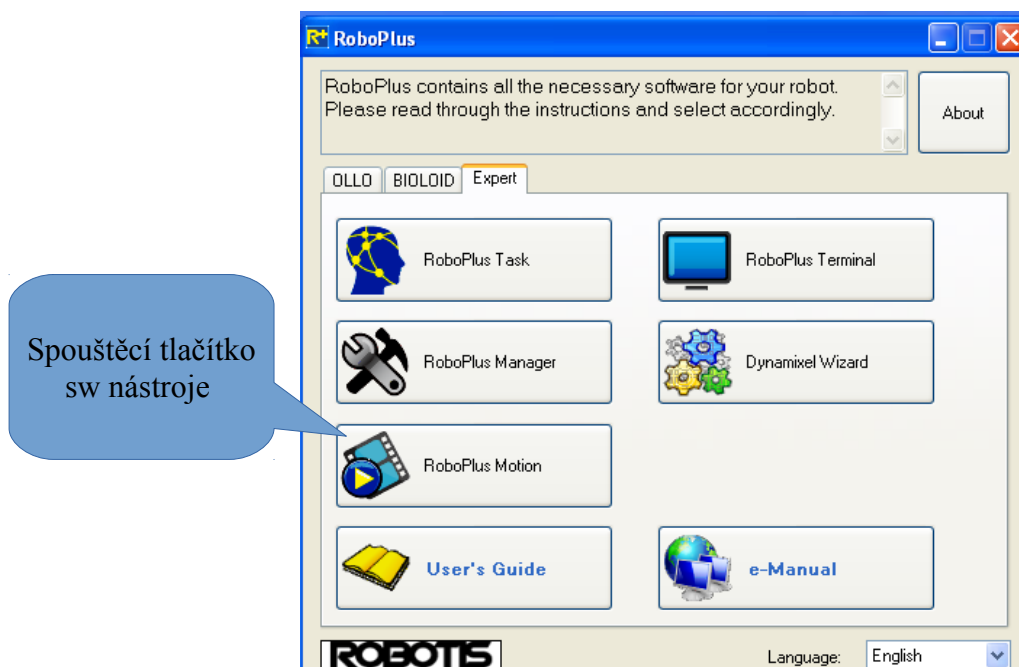 RoboPlus
RoboPlus contains all the necessary software for your robot.
Please read through the instructions and select accordingly.
About
OLLO
BIOLOID
Expert
RoboPlus Task
RoboPlus Terminal
Spouštěcí tlačítko
sw nástroje
RoboPlus Manager
Dynamixel Wizard
RoboPlus Motion
User's Guide
e-Manual
ROBOTIS
Language:
English